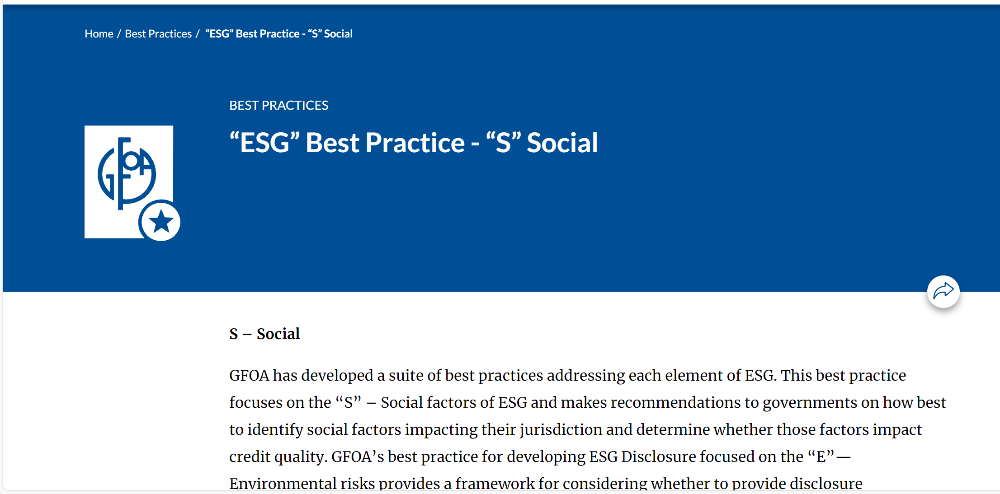 Home / Best Practices / “ESG” Best Practice - “S” Social
BEST PRACTICES
“ESG” Best Practice - “S” Social
GFOA
S – Social
GFOA has developed a suite of best practices addressing each element of ESG. This best practice
focuses on the “S” – Social factors of ESG and makes recommendations to governments on how best
to identify social factors impacting their jurisdiction and determine whether those factors impact
credit quality. GFOA’s best practice for developing ESG Disclosure focused on the “E”—
Environmental risks provides a framework for considering whether to provide disclosure